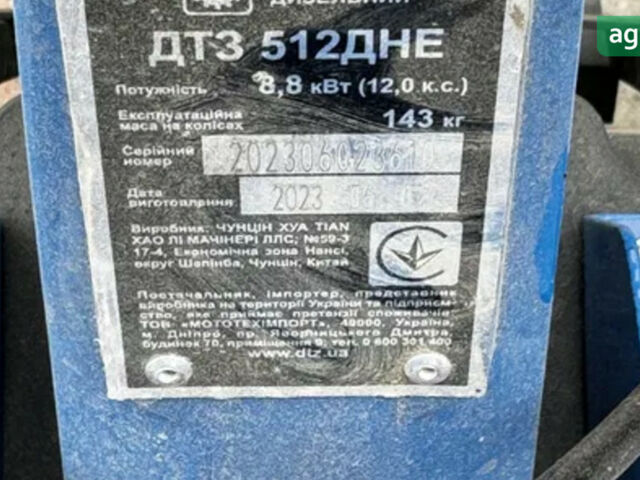 ДИЗЕЛЬНИЙ
ag
ДТЗ 512ДНЕ
Потужність 8,8 кВт (12,0 к.с.)
Експлуатаційна
маса на колісах 143 кг
Серійний
номер
Дата
виготовлення 2023
Виробник: ЧУНЦІН ХУА ТІАN
ХАО ЛІ МАЧІНЕРІ ЛЛС; №59-3
17-4, Економічна зона Нансі,
округ Шапінба, Чунцін, Китай
Постачальник, імпортер, представник
виробника на території України та підприєм-
ство, яке приймає претензії споживачів
ТОВ "МОТОТЕХІМПОРТ", 49000, Україна,
м. Дніпро, пр. Яворницького Дмитра,
будинок 70, приміщення 9; тел. 0 800 301 400
www.dtz.ua